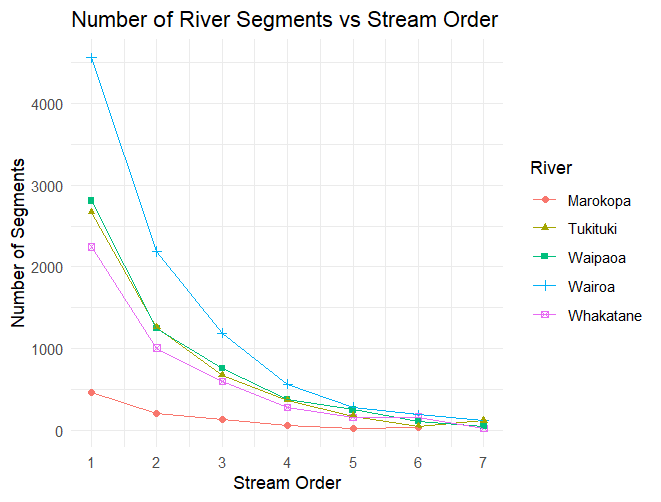 Number of River Segments vs Stream Order
Number of Segments
4000
3000
2000
1000
0
1 2 3 4 5 6 7
Stream Order
River
Marokopa
Tukituki
Waipaoa
Wairoa
Whakatane